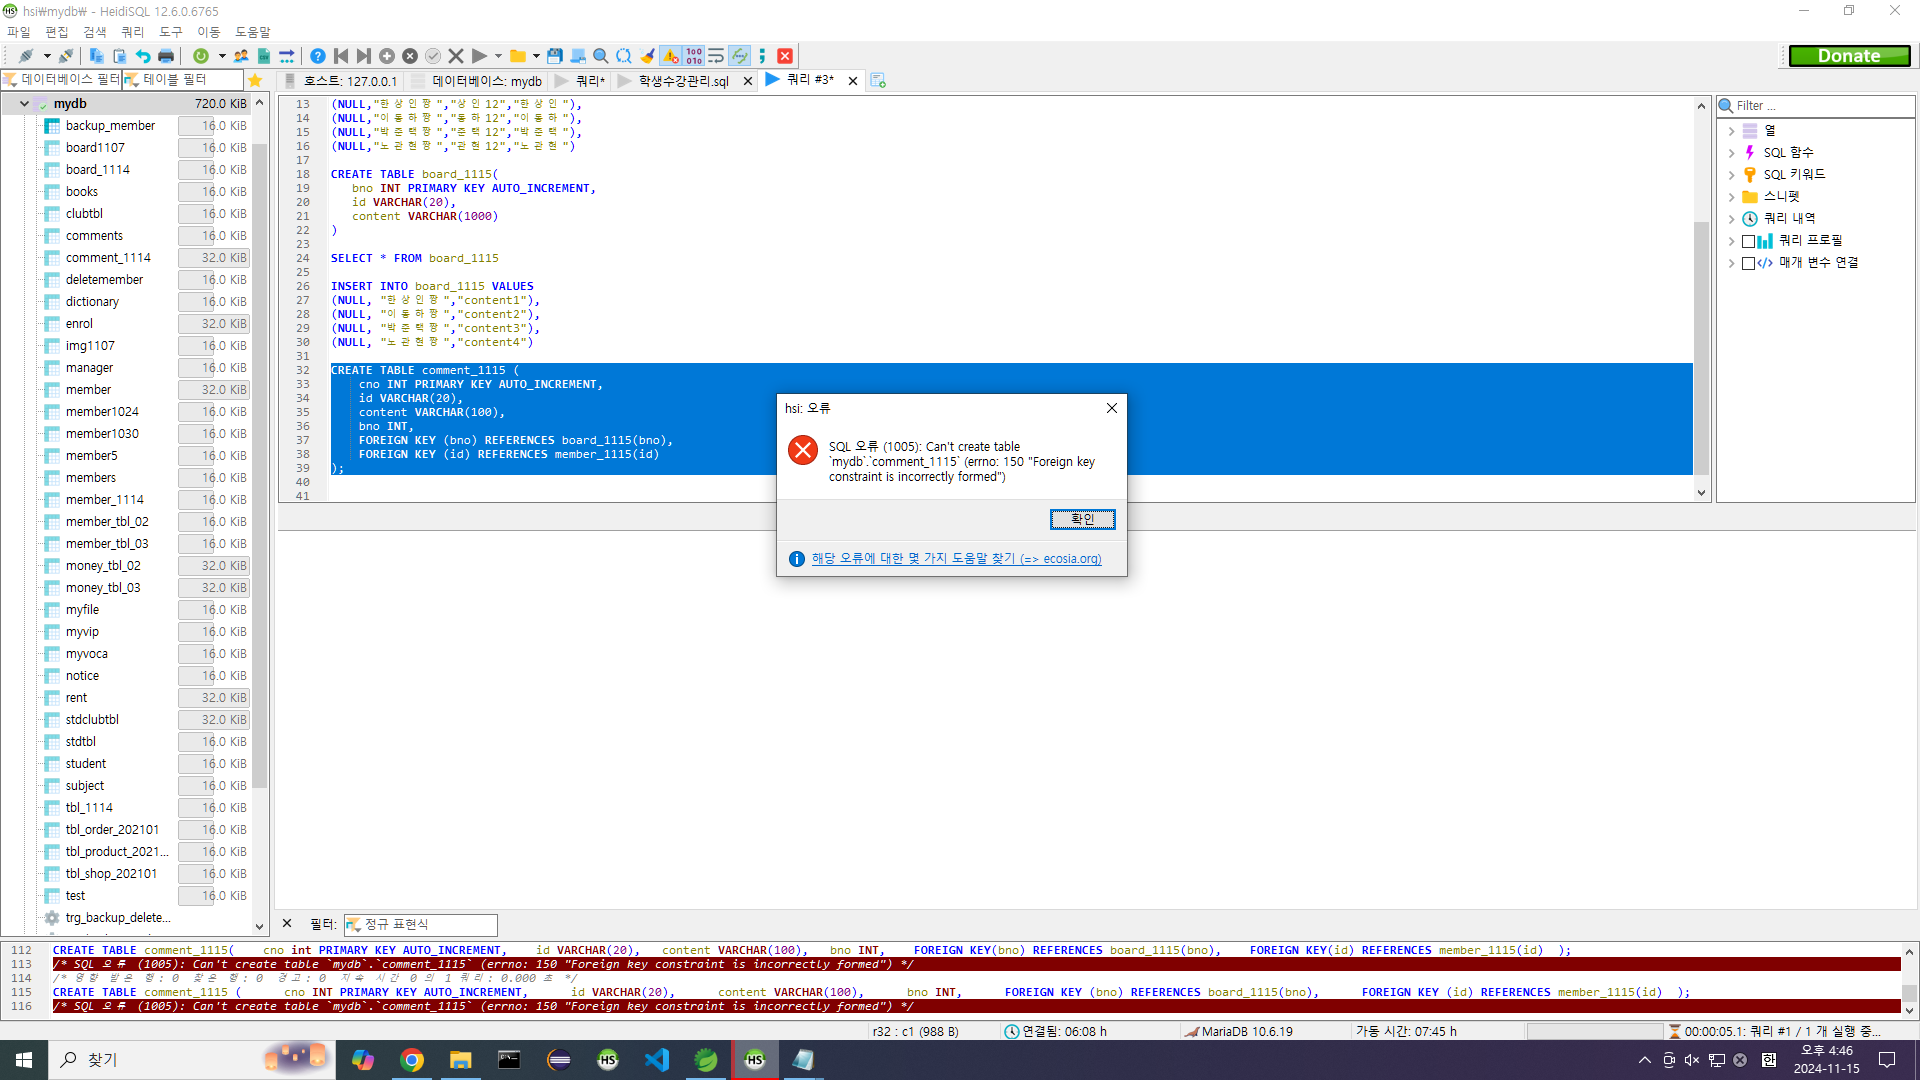 hsi₩mydb₩ - HeidiSQL 12.6.0.6765
파일 편집 검색 쿼리 도구 이동 도움말
Donate
데이터베이스 필터 테이블 필터
호스트: 127.0.0.1 데이터베이스: mydb 쿼리* 학생수강관리.sql 쿼리 #3*
mydb 720.0 KiB
backup_member 16.0 KiB
board1107 16.0 KiB
board_1114 16.0 KiB
books 16.0 KiB
clubtbl 16.0 KiB
comments 16.0 KiB
comment_1114 32.0 KiB
deletemember 16.0 KiB
dictionary 16.0 KiB
enrol 32.0 KiB
img1107 16.0 KiB
manager 16.0 KiB
member 32.0 KiB
member1024 16.0 KiB
member1030 16.0 KiB
member5 16.0 KiB
members 16.0 KiB
member_1114 16.0 KiB
member_tbl_02 16.0 KiB
member_tbl_03 16.0 KiB
money_tbl_02 32.0 KiB
money_tbl_03 32.0 KiB
myfile 16.0 KiB
myvip 16.0 KiB
myvoca 16.0 KiB
notice 16.0 KiB
rent 32.0 KiB
stdclubtbl 32.0 KiB
stdtbl 16.0 KiB
student 16.0 KiB
subject 16.0 KiB
tbl_1114 16.0 KiB
tbl_order_202101 16.0 KiB
tbl_product_2021... 16.0 KiB
tbl_shop_202101 16.0 KiB
test 16.0 KiB
trg_backup_delete...
13 (NULL,"한상인짱","상인12","한상인"),
14 (NULL,"이동하짱","동하12","이동하"),
15 (NULL,"박준택짱","준택12","박준택"),
16 (NULL,"노관현짱","관현12","노관현")
17
18 CREATE TABLE board_1115(
19 bno INT PRIMARY KEY AUTO_INCREMENT,
20 id VARCHAR(20),
21 content VARCHAR(1000)
22 )
23
24 SELECT * FROM board_1115
25
26 INSERT INTO board_1115 VALUES
27 (NULL, "한상인짱","content1"),
28 (NULL, "이동하짱","content2"),
29 (NULL, "박준택짱","content3"),
30 (NULL, "노관현짱","content4")
31
32 CREATE TABLE comment_1115 (
33 cno INT PRIMARY KEY AUTO_INCREMENT,
34 id VARCHAR(20),
35 content VARCHAR(100),
36 bno INT,
37 FOREIGN KEY (bno) REFERENCES board_1115(bno),
38 FOREIGN KEY (id) REFERENCES member_1115(id)
39 );
40
41
Filter ...
열
SQL 함수
SQL 키워드
스니펫
쿼리 내역
쿼리 프로필
매개 변수 연결
hsi: 오류
SQL 오류 (1005): Can't create table
`mydb`.`comment_1115` (errno: 150 "Foreign key
constraint is incorrectly formed")
확인
해당 오류에 대한 몇 가지 도움말 찾기 (=> ecosia.org)
필터: 정규 표현식
112 CREATE TABLE comment_1115( cno int PRIMARY KEY AUTO_INCREMENT, id VARCHAR(20), content VARCHAR(100), bno INT, FOREIGN KEY(bno) REFERENCES board_1115(bno), FOREIGN KEY(id) REFERENCES member_1115(id) );
113 /* SQL 오류 (1005): Can't create table `mydb`.`comment_1115` (errno: 150 "Foreign key constraint is incorrectly formed") */
114 /* 영향 받은 행: 0 찾은 행: 0 경고: 0 지속 시간 0 의 1 쿼리: 0.000 초 */
115 CREATE TABLE comment_1115 ( cno INT PRIMARY KEY AUTO_INCREMENT, id VARCHAR(20), content VARCHAR(100), bno INT, FOREIGN KEY (bno) REFERENCES board_1115(bno), FOREIGN KEY (id) REFERENCES member_1115(id) );
116 /* SQL 오류 (1005): Can't create table `mydb`.`comment_1115` (errno: 150 "Foreign key constraint is incorrectly formed") */
r32 : c1 (988 B) 연결됨: 06:08 h MariaDB 10.6.19 가동 시간: 07:45 h 00:00:05.1: 쿼리 #1 / 1 개 실행 중...
찾기
한
오후 4:46
2024-11-15